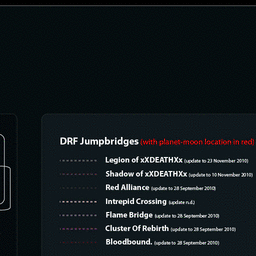 DRF Jumpbridges (with planet-moon location in red)
Legion of xXDEATHXx (update to 23 November 2010)
Shadow of xXDEATHXx (update to 10 November 2010)
Red Alliance (update to 28 September 2010)
Intrepid Crossing (update n.d.)
Flame Bridge (update to 28 September 2010)
Cluster Of Rebirth (update to 28 September 2010)
Bloodbound. (update to 28 September 2010)